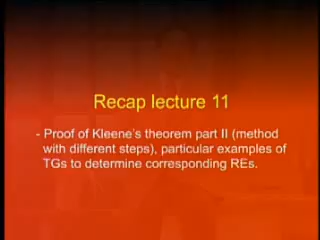 Recap lecture 11
- Proof of Kleene's theorem part II (method
with different steps), particular examples of
TGs to determine corresponding REs.